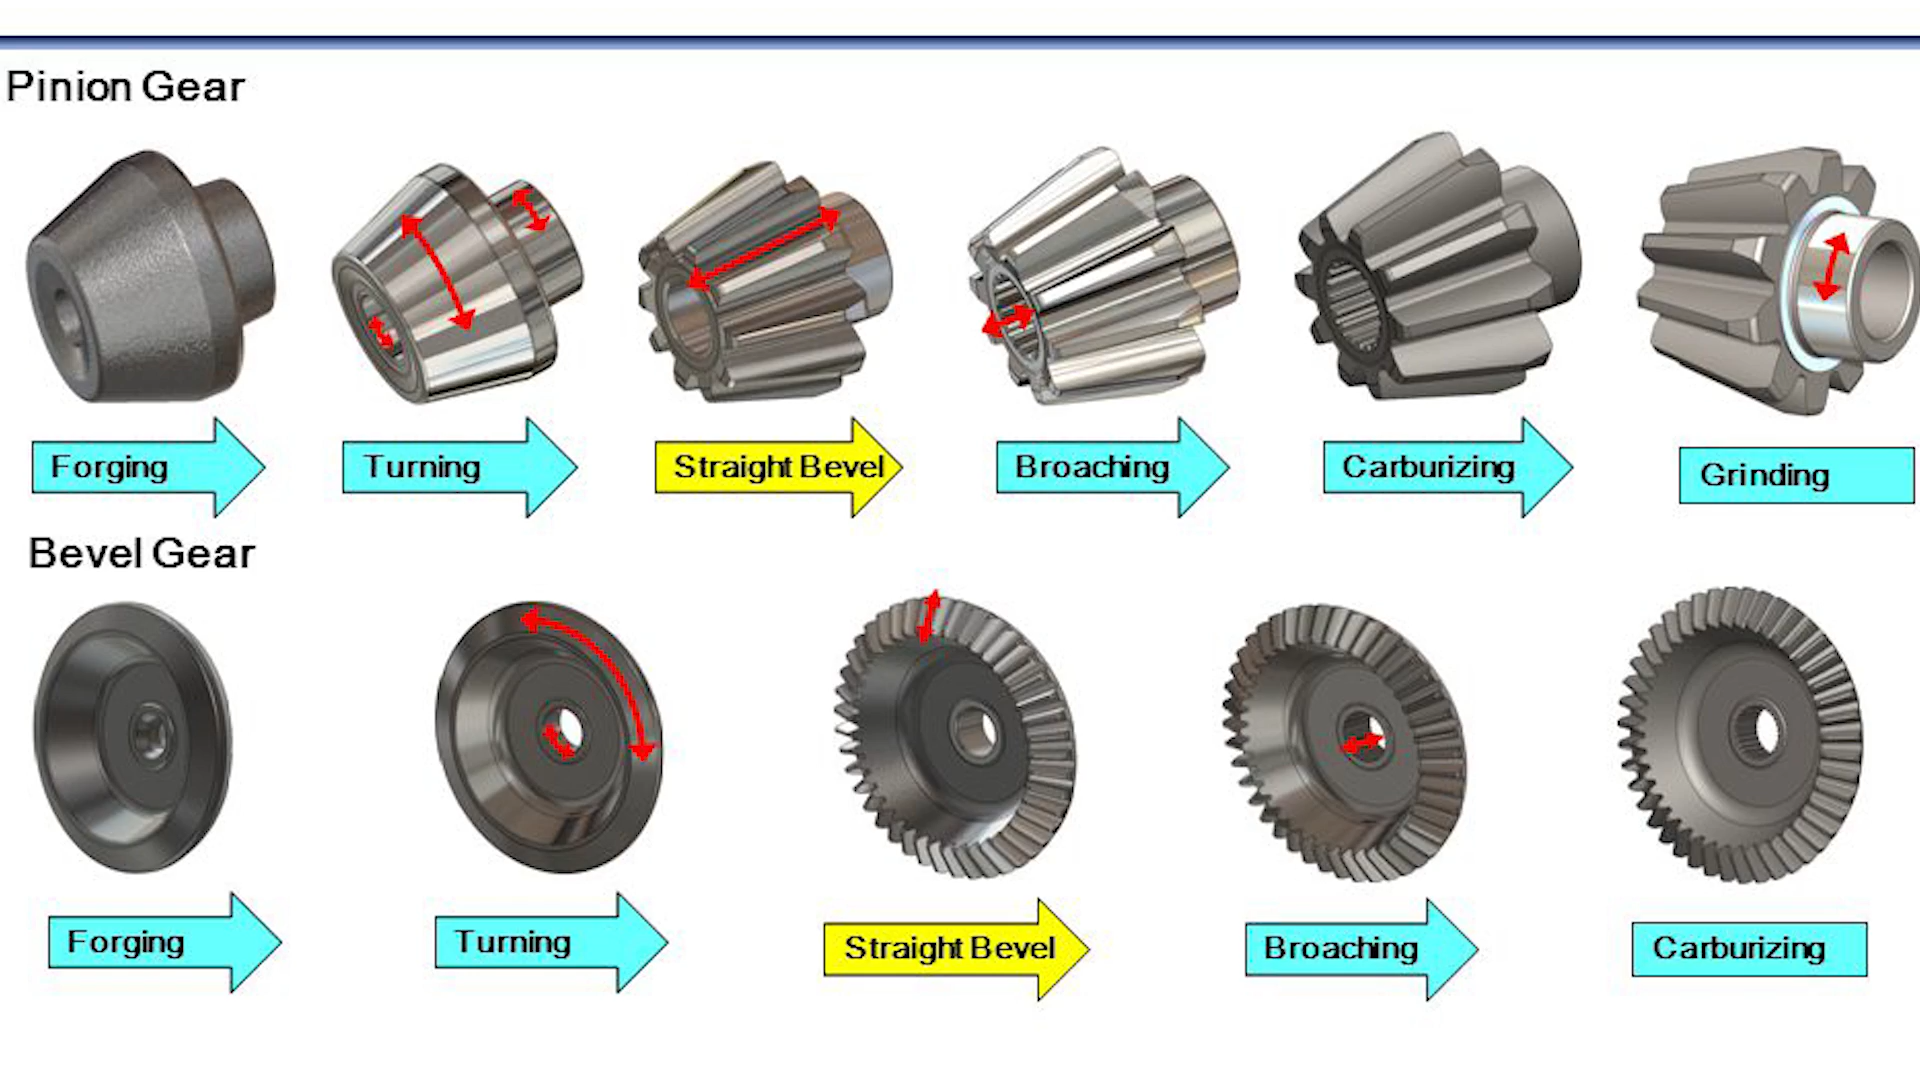 Pinion Gear
Forging
Turning
Straight Bevel
Broaching
Carburizing
Grinding
Bevel Gear
Forging
Turning
Straight Bevel
Broaching
Carburizing